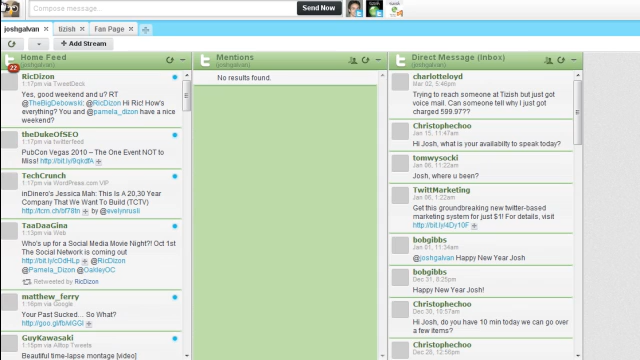 Compose message...
Send Now
joshgalvan
tizish
Fan Page
Add Stream
Home Feed
(joshgalvan)
22
RicDizon
1:17pm via TweetDeck
Yes, good weekend and u? RT
@TheBigDebowski: @RicDizon Hi Ric! How's
everything? You and @pamela_dizon have a nice
weekend?
theDukeOfSEO
1:17pm via twitterfeed
PubCon Vegas 2010 – The One Event NOT to
Miss! http://bit.ly/9qkdfA
TechCrunch
1:17pm via WordPress.com VIP
inDinero's Jessica Mah: This Is A 20,30 Year
Company That We Want To Build (TCTV)
http://tcrn.ch/bf78tn by @evelynrusli
TaaDaaGina
1:13pm via Web
Who's up for a Social Media Movie Night?! Oct 1st
The Social Network is coming out
http://bit.ly/cDdHLp @RicDizon
@Pamela_Dizon @OakleyOC
Retweeted by RicDizon
matthew_ferry
1:16pm via Google
Your Past Sucked... So What?
http://goo.gl/fb/vlGGl
GuyKawasaki
1:15pm via Alltop Tweets
Beautiful time-lapse montage [video]
Mentions
(joshgalvan)
No results found.
Direct Message (Inbox)
(joshgalvan)
charlotteloyd
Mar 02, 5:46pm
Trying to reach someone at Tizish but just got
voice mail. Can someone tell why I just got
charged 599.97??
Christophechoo
Jan 15, 11:47am
Hi Josh, what is your availability to speak today?
tomwysocki
Jan 06, 11:22am
Josh, where u been?
TwittMarketing
Jan 06, 1:22am
Get this groundbreaking new twitter-based
marketing system for just $1! For details, visit
http://bit.ly/4Dy10F
bobgibbs
Jan 01, 11:34am
@joshgalvan Happy New Year Josh
bobgibbs
Dec 31, 6:25pm
Happy New Year Josh!
Christophechoo
Dec 30, 10:57am
Hi Josh, do you have 10 min today we can go over
a few items?
Christophechoo
Dec 28, 12:56pm